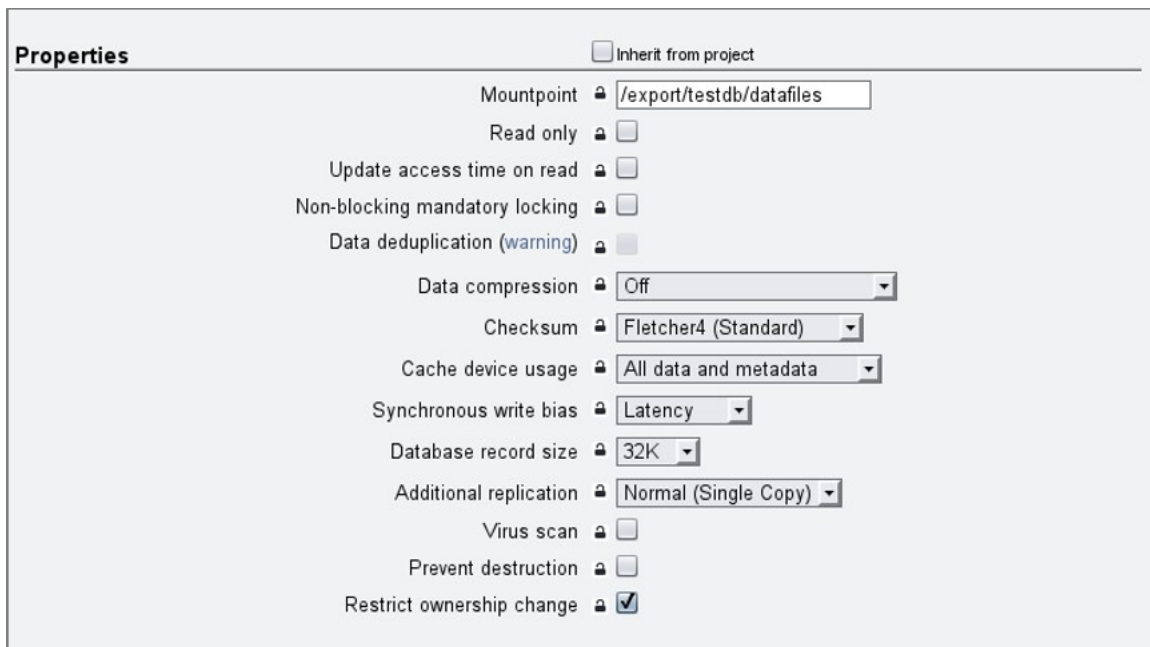 Properties Inherit from project
Mountpoint /export/testdb/datafiles
Read only
Update access time on read
Non-blocking mandatory locking
Data deduplication (warning)
Data compression Off
Checksum Fletcher4 (Standard)
Cache device usage All data and metadata
Synchronous write bias Latency
Database record size 32K
Additional replication Normal (Single Copy)
Virus scan
Prevent destruction
Restrict ownership change